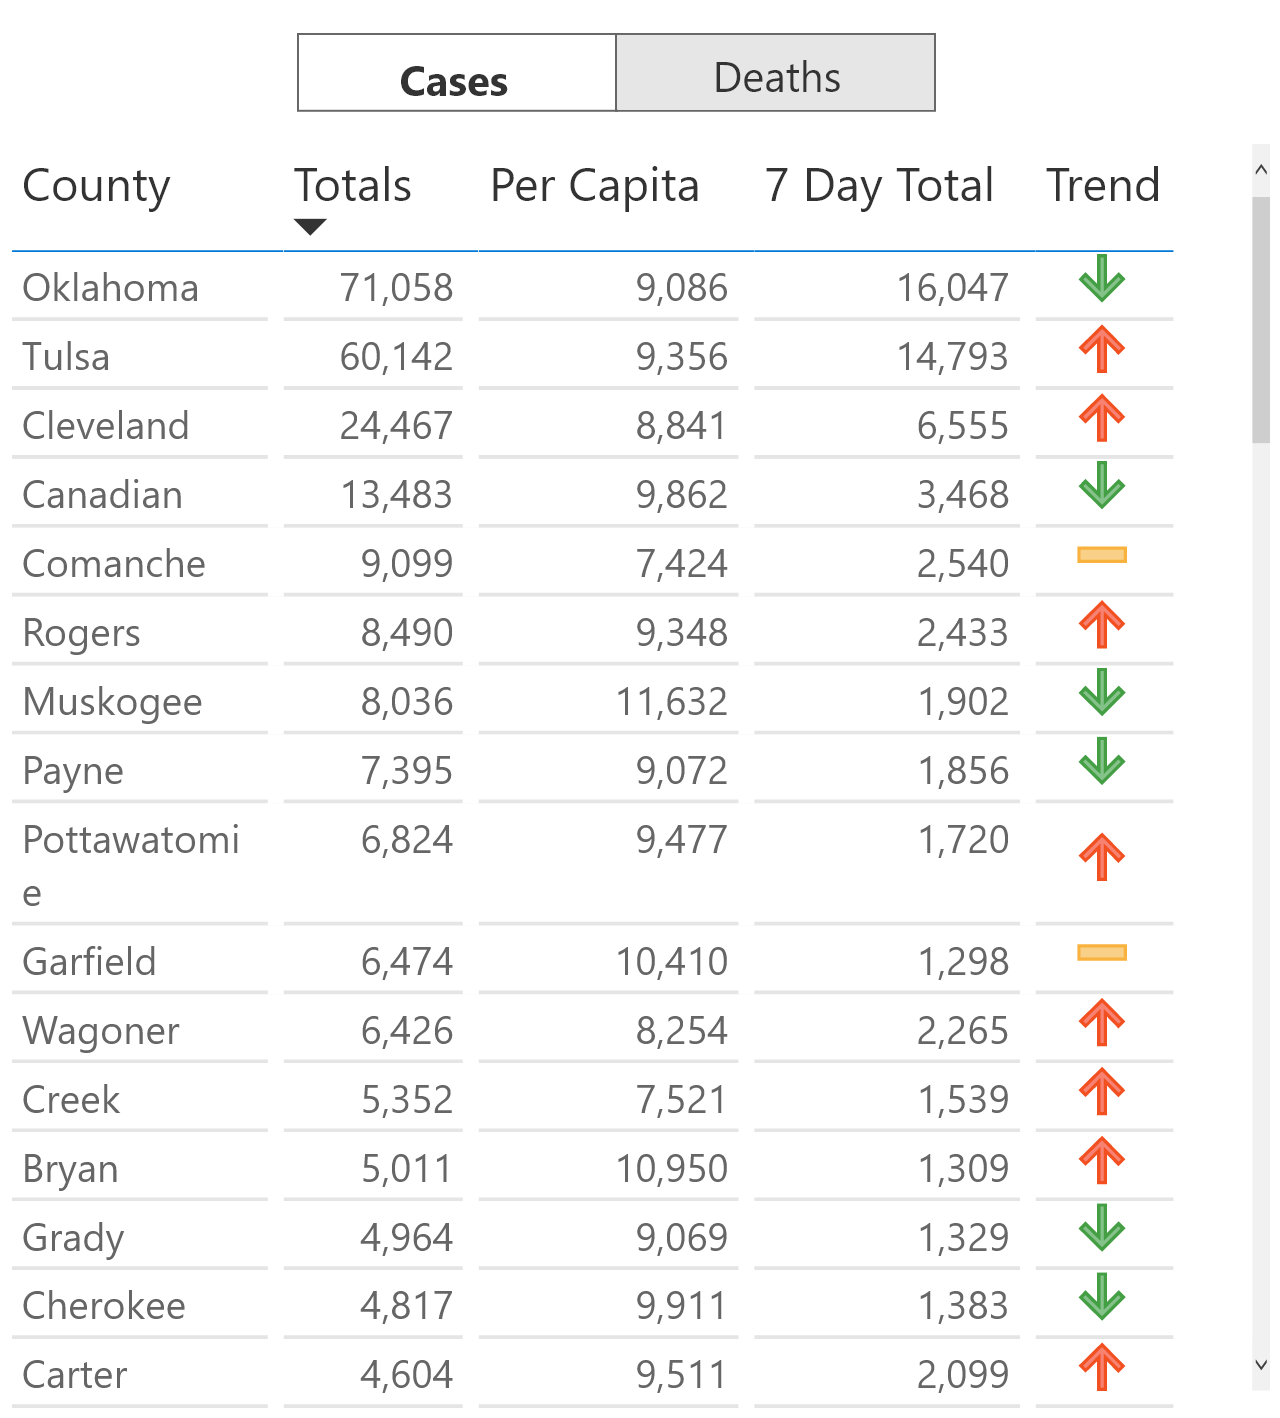 Cases Deaths
County Totals Per Capita 7 Day Total Trend
Oklahoma 71,058 9,086 16,047
Tulsa 60,142 9,356 14,793
Cleveland 24,467 8,841 6,555
Canadian 13,483 9,862 3,468
Comanche 9,099 7,424 2,540
Rogers 8,490 9,348 2,433
Muskogee 8,036 11,632 1,902
Payne 7,395 9,072 1,856
Pottawatomi 6,824 9,477 1,720
e
Garfield 6,474 10,410 1,298
Wagoner 6,426 8,254 2,265
Creek 5,352 7,521 1,539
Bryan 5,011 10,950 1,309
Grady 4,964 9,069 1,329
Cherokee 4,817 9,911 1,383
Carter 4,604 9,511 2,099